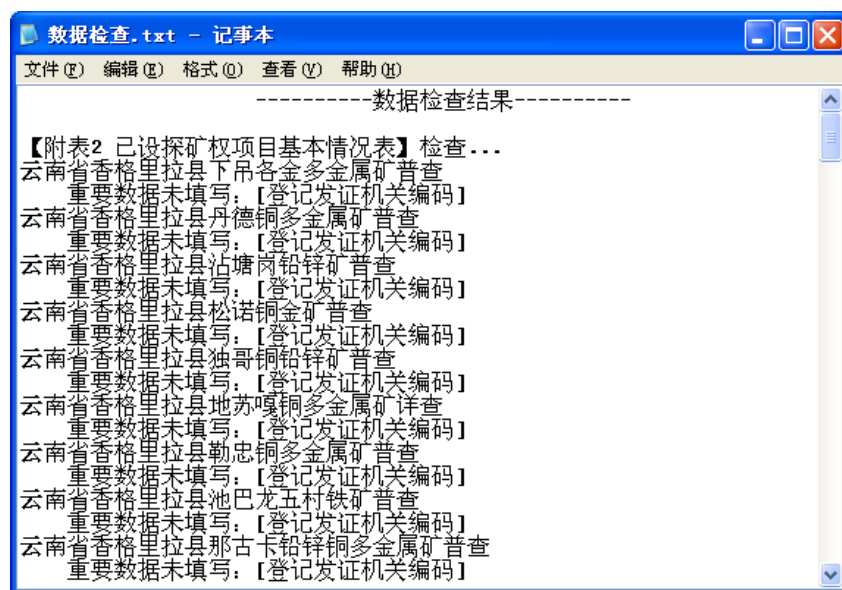 数据检查.txt - 记事本
文件(F) 编辑(E) 格式(O) 查看(V) 帮助(H)
----------数据检查结果----------
【附表2 已设探矿权项目基本情况表】检查...
云南省香格里拉县下吊各金多金属矿普查
重要数据未填写：[登记发证机关编码]
云南省香格里拉县丹德铜多金属矿普查
重要数据未填写：[登记发证机关编码]
云南省香格里拉县沾塘岗铅锌矿普查
重要数据未填写：[登记发证机关编码]
云南省香格里拉县松诺铜金矿普查
重要数据未填写：[登记发证机关编码]
云南省香格里拉县独哥铜铅锌矿普查
重要数据未填写：[登记发证机关编码]
云南省香格里拉县地苏嘎铜多金属矿详查
重要数据未填写：[登记发证机关编码]
云南省香格里拉县勒忠铜多金属矿普查
重要数据未填写：[登记发证机关编码]
云南省香格里拉县池巴龙五村铁矿普查
重要数据未填写：[登记发证机关编码]
云南省香格里拉县那古卡铅锌铜多金属矿普查
重要数据未填写：[登记发证机关编码]